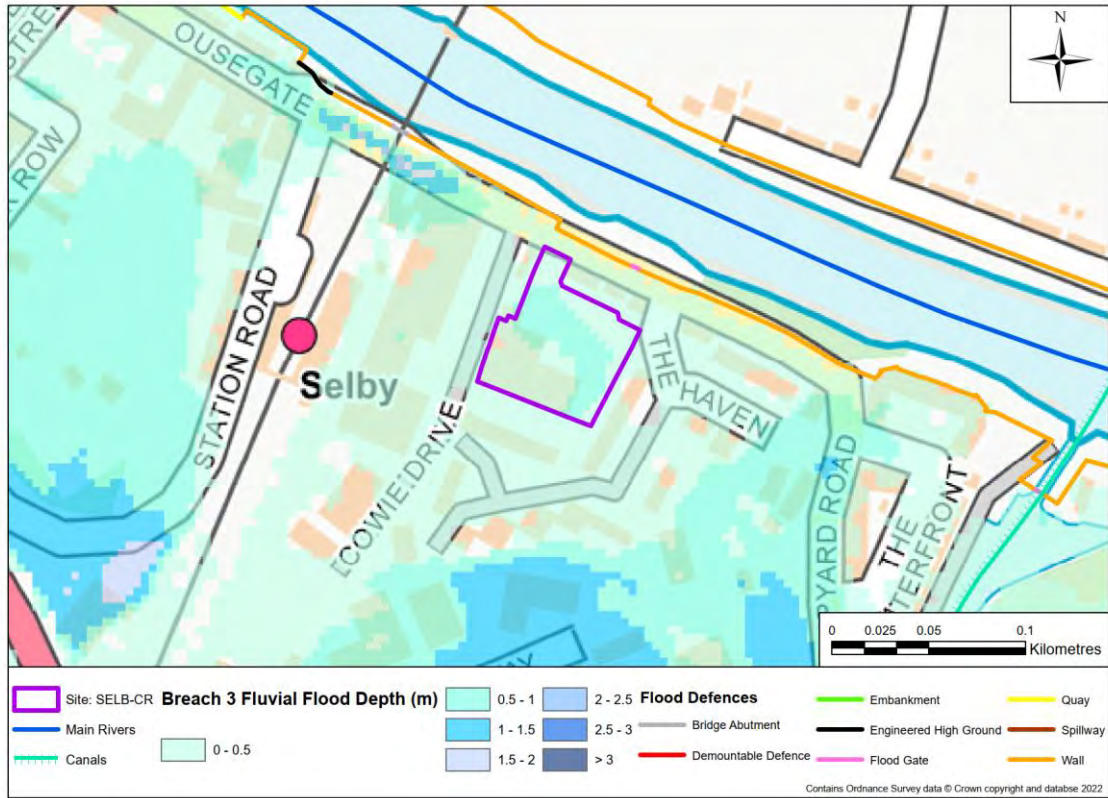 N
OUSEGATE
ROW
STATION ROAD
Selby
COWIE DRIVE
THE HAVEN
PYARD ROAD
THE
TERFRONT
0 0.025 0.05 0.1
Kilometres
Site: SELB-CR
Main Rivers
Canals
Breach 3 Fluvial Flood Depth (m)
0 - 0.5
0.5 - 1
1 - 1.5
1.5 - 2
2 - 2.5
2.5 - 3
> 3
Flood Defences
Bridge Abutment
Demountable Defence
Embankment
Engineered High Ground
Flood Gate
Quay
Spillway
Wall
Contains Ordnance Survey data © Crown copyright and databse 2022